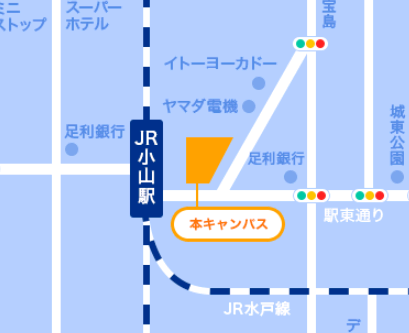 ミニ
ストップ
スーパー
ホテル
宝島
イトーヨーカドー
ヤマダ電機
足利銀行
JR小山駅
足利銀行
城東公園
本キャンパス
駅東通り
JR水戸線
デ